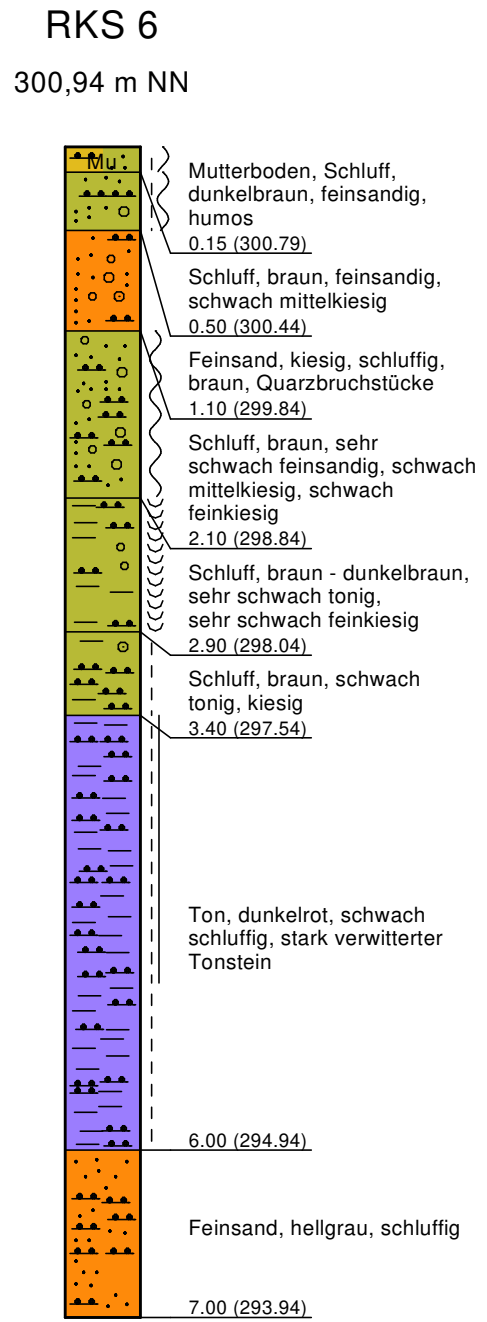 RKS 6
300,94 m NN
Mu
Mutterboden, Schluff,
dunkelbraun, feinsandig,
humos
0.15 (300.79)
Schluff, braun, feinsandig,
schwach mittelkiesig
0.50 (300.44)
Feinsand, kiesig, schluffig,
braun, Quarzbruchstücke
1.10 (299.84)
Schluff, braun, sehr
schwach feinsandig, schwach
mittelkiesig, schwach
feinkiesig
2.10 (298.84)
Schluff, braun - dunkelbraun,
sehr schwach tonig,
sehr schwach feinkiesig
2.90 (298.04)
Schluff, braun, schwach
tonig, kiesig
3.40 (297.54)
Ton, dunkelrot, schwach
schluffig, stark verwitterter
Tonstein
6.00 (294.94)
Feinsand, hellgrau, schluffig
7.00 (293.94)